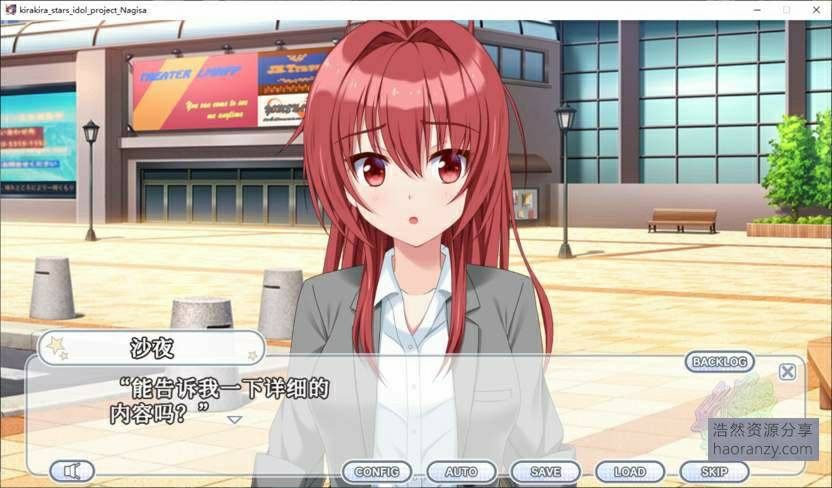 kirakira_stars_idol_project_Nagisa
THEATER
You can come to see
me anytime
沙夜
BACKLOG
“能告诉我一下详细的
内容吗？”
浩然资源分享
haoranzy.com
CONFIG
AUTO
SAVE
LOAD
SKIP